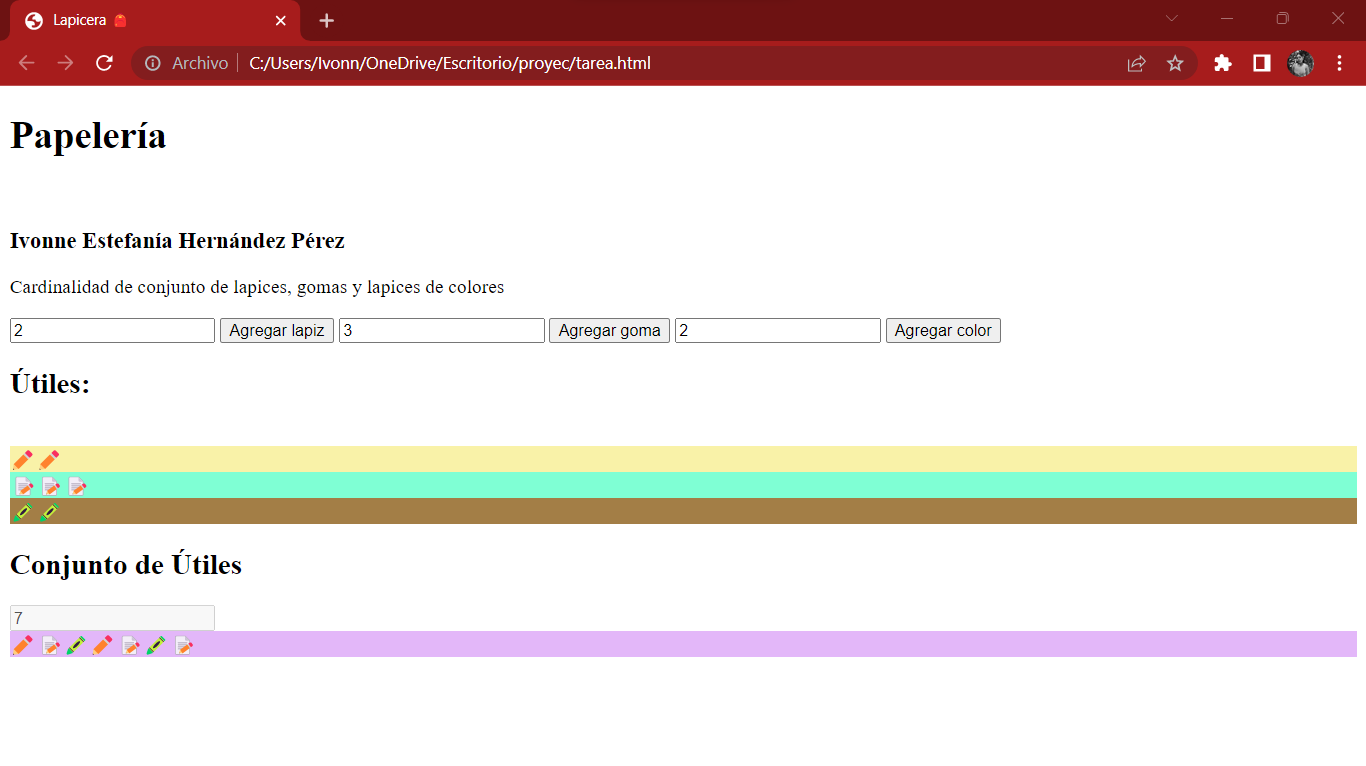 Lapicera
Archivo C:/Users/Ivonn/OneDrive/Escritorio/proyec/tarea.html
Papelería
Ivonne Estefanía Hernández Pérez
Cardinalidad de conjunto de lapices, gomas y lapices de colores
2 Agregar lapiz 3 Agregar goma 2 Agregar color
Útiles:
Conjunto de Útiles
7